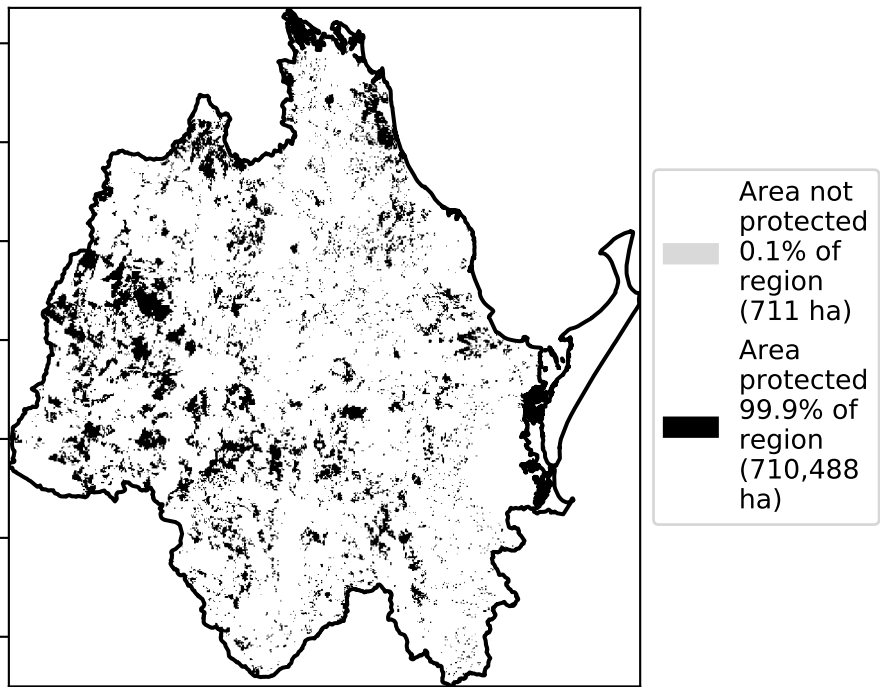 Area not
protected
0.1% of
region
(711 ha)
Area
protected
99.9% of
region
(710,488
ha)